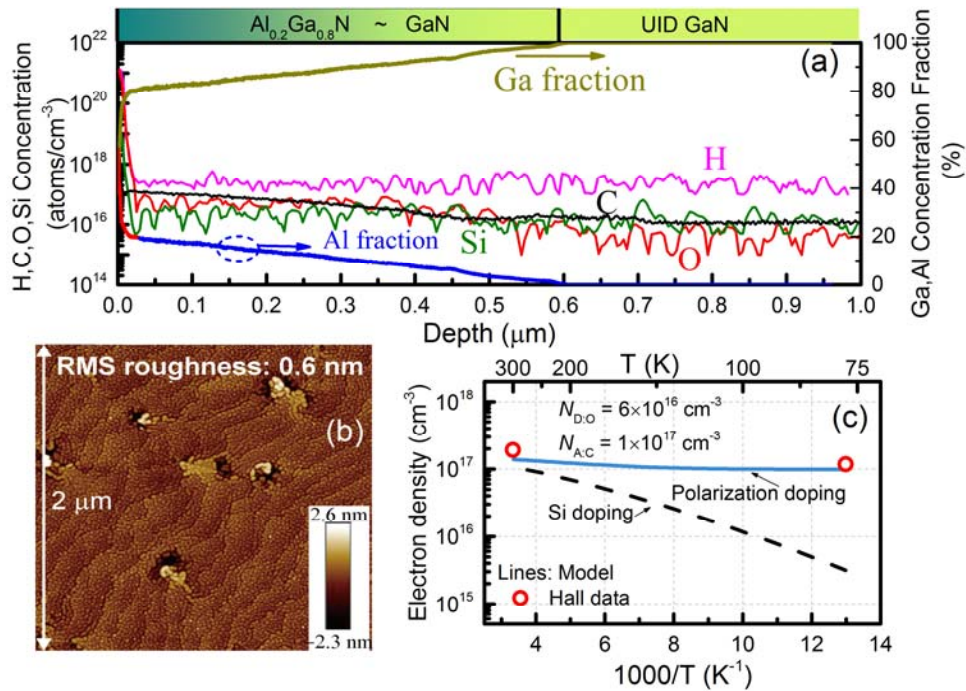 Al0.2Ga0.8N ~ GaN
UID GaN
10^22
10^20
10^18
10^16
10^14
H,C,O,Si Concentration
(atoms/cm^-3)
(a)
Ga fraction
H
C
Si
O
Al fraction
100
80
60
40
20
0
Ga,Al Concentration Fraction
(%)
0.0 0.1 0.2 0.3 0.4 0.5 0.6 0.7 0.8 0.9 1.0
Depth (μm)
RMS roughness: 0.6 nm
(b)
2 μm
2.6 nm
-2.3 nm
T (K)
300 200 100 75
(c)
N_D:O = 6×10^16 cm^-3
N_A:C = 1×10^17 cm^-3
10^18
10^17
10^16
10^15
Electron density (cm^-3)
Polarization doping
Si doping
Lines: Model
Hall data
4 6 8 10 12 14
1000/T (K^-1)